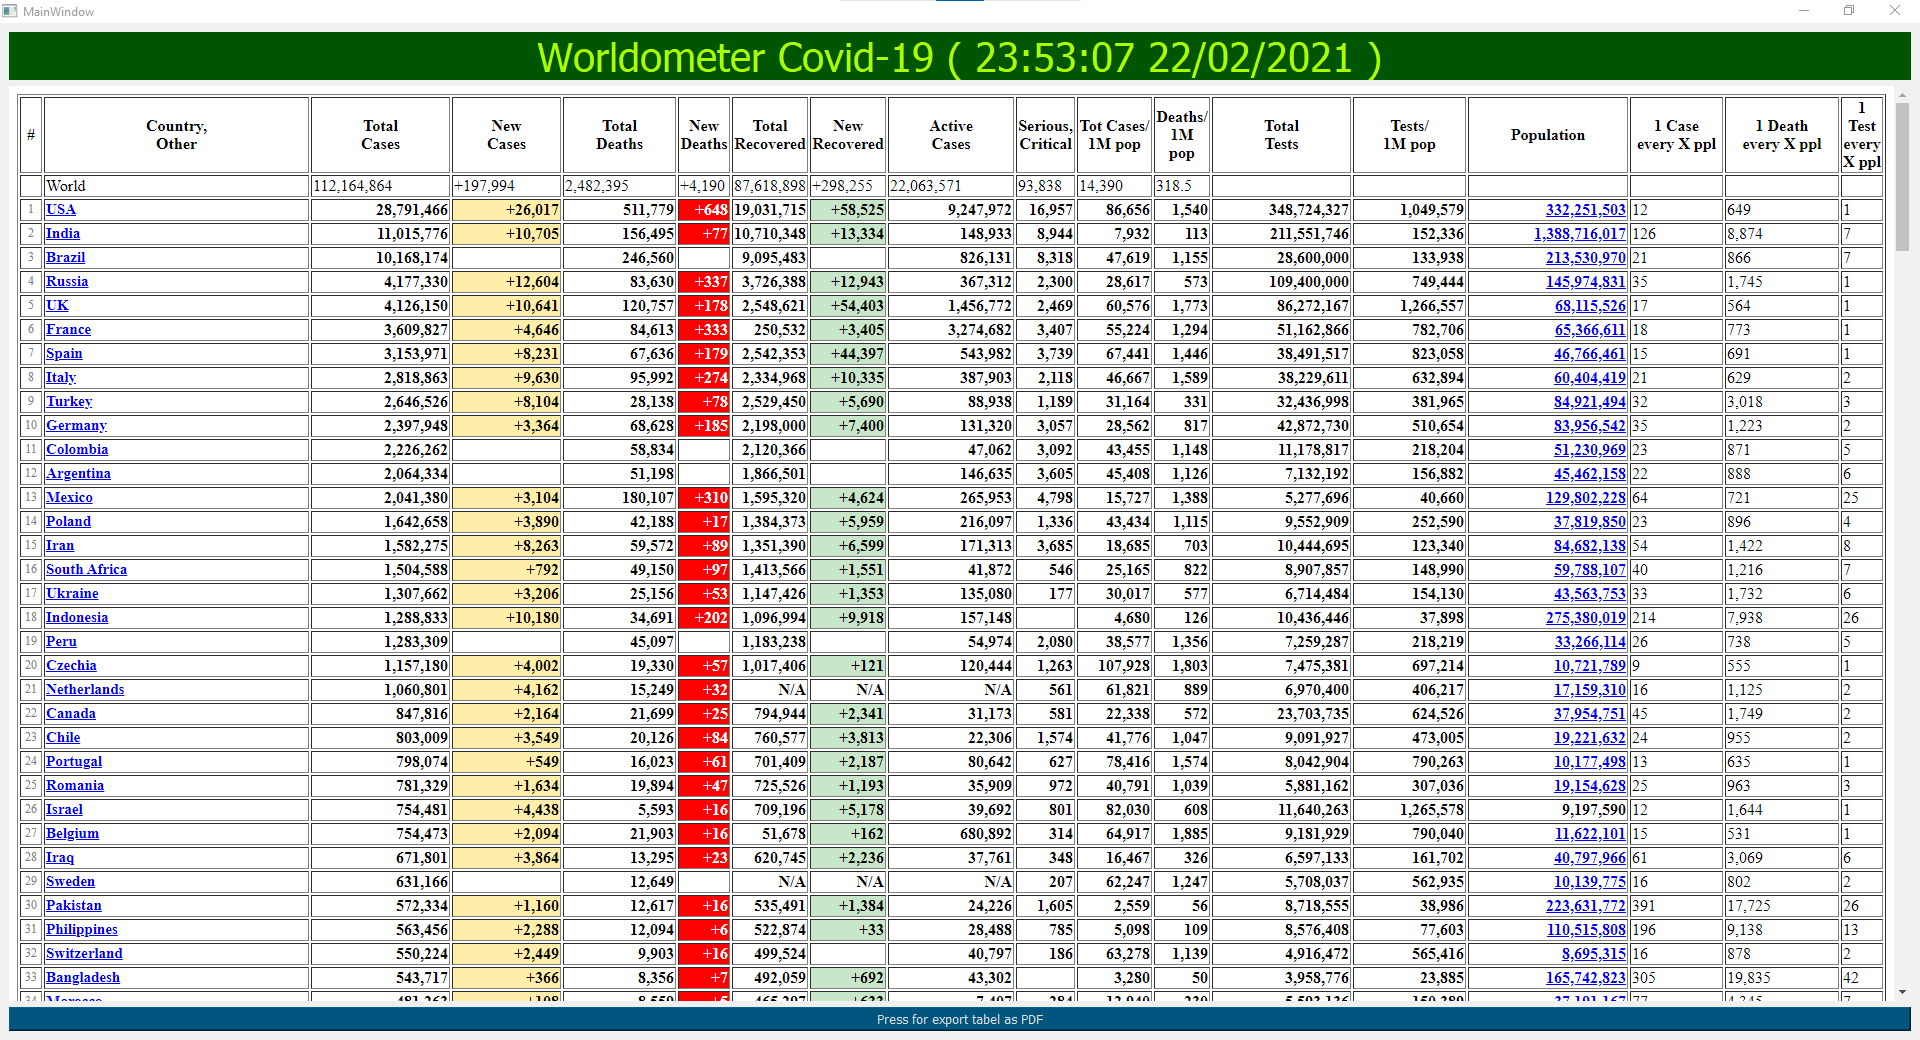 MainWindow
Worldometer Covid-19 ( 23:53:07 22/02/2021 )
# Country, Other Total Cases New Cases Total Deaths New Deaths Total Recovered New Recovered Active Cases Serious, Critical Tot Cases/ 1M pop Deaths/ 1M pop Total Tests Tests/ 1M pop Population 1 Case every X ppl 1 Death every X ppl 1 Test every X ppl
World 112,164,864 +197,994 2,482,395 +4,190 87,618,898 +298,255 22,063,571 93,838 14,390 318.5
1 USA 28,791,466 +26,017 511,779 +648 19,031,715 +58,525 9,247,972 16,957 86,656 1,540 348,724,327 1,049,579 332,251,503 12 649 1
2 India 11,015,776 +10,705 156,495 +77 10,710,348 +13,334 148,933 8,944 7,932 113 211,551,746 152,336 1,388,716,017 126 8,874 7
3 Brazil 10,168,174 246,560 9,095,483 826,131 8,318 47,619 1,155 28,600,000 133,938 213,530,970 21 866 7
4 Russia 4,177,330 +12,604 83,630 +337 3,726,388 +12,943 367,312 2,300 28,617 573 109,400,000 749,444 145,974,831 35 1,745 1
5 UK 4,126,150 +10,641 120,757 +178 2,548,621 +54,403 1,456,772 2,469 60,576 1,773 86,272,167 1,266,557 68,115,526 17 564 1
6 France 3,609,827 +4,646 84,613 +333 250,532 +3,405 3,274,682 3,407 55,224 1,294 51,162,866 782,706 65,366,611 18 773 1
7 Spain 3,153,971 +8,231 67,636 +179 2,542,353 +44,397 543,982 3,739 67,441 1,446 38,491,517 823,058 46,766,461 15 691 1
8 Italy 2,818,863 +9,630 95,992 +274 2,334,968 +10,335 387,903 2,118 46,667 1,589 38,229,611 632,894 60,404,419 21 629 2
9 Turkey 2,646,526 +8,104 28,138 +78 2,529,450 +5,690 88,938 1,189 31,164 331 32,436,998 381,965 84,921,494 32 3,018 3
10 Germany 2,397,948 +3,364 68,628 +185 2,198,000 +7,400 131,320 3,057 28,562 817 42,872,730 510,654 83,956,542 35 1,223 2
11 Colombia 2,226,262 58,834 2,120,366 47,062 3,092 43,455 1,148 11,178,817 218,204 51,230,969 23 871 5
12 Argentina 2,064,334 51,198 1,866,501 146,635 3,605 45,408 1,126 7,132,192 156,882 45,462,158 22 888 6
13 Mexico 2,041,380 +3,104 180,107 +310 1,595,320 +4,624 265,953 4,798 15,727 1,388 5,277,696 40,660 129,802,228 64 721 25
14 Poland 1,642,658 +3,890 42,188 +17 1,384,373 +5,959 216,097 1,336 43,434 1,115 9,552,909 252,590 37,819,850 23 896 4
15 Iran 1,582,275 +8,263 59,572 +89 1,351,390 +6,599 171,313 3,685 18,685 703 10,444,695 123,340 84,682,138 54 1,422 8
16 South Africa 1,504,588 +792 49,150 +97 1,413,566 +1,551 41,872 546 25,165 822 8,907,857 148,990 59,788,107 40 1,216 7
17 Ukraine 1,307,662 +3,206 25,156 +53 1,147,426 +1,353 135,080 177 30,017 577 6,714,484 154,130 43,563,753 33 1,732 6
18 Indonesia 1,288,833 +10,180 34,691 +202 1,096,994 +9,918 157,148 4,680 126 10,436,446 37,898 275,380,019 214 7,938 26
19 Peru 1,283,309 45,097 1,183,238 54,974 2,080 38,577 1,356 7,259,287 218,219 33,266,114 26 738 5
20 Czechia 1,157,180 +4,002 19,330 +57 1,017,406 +121 120,444 1,263 107,928 1,803 7,475,381 697,214 10,721,789 9 555 1
21 Netherlands 1,060,801 +4,162 15,249 +32 N/A N/A N/A 561 61,821 889 6,970,400 406,217 17,159,310 16 1,125 2
22 Canada 847,816 +2,164 21,699 +25 794,944 +2,341 31,173 581 22,338 572 23,703,735 624,526 37,954,751 45 1,749 2
23 Chile 803,009 +3,549 20,126 +84 760,577 +3,813 22,306 1,574 41,776 1,047 9,091,927 473,005 19,221,632 24 955 2
24 Portugal 798,074 +549 16,023 +61 701,409 +2,187 80,642 627 78,416 1,574 8,042,904 790,263 10,177,498 13 635 1
25 Romania 781,329 +1,634 19,894 +47 725,526 +1,193 35,909 972 40,791 1,039 5,881,162 307,036 19,154,628 25 963 3
26 Israel 754,481 +4,438 5,593 +16 709,196 +5,178 39,692 801 82,030 608 11,640,263 1,265,578 9,197,590 12 1,644 1
27 Belgium 754,473 +2,094 21,903 +16 51,678 +162 680,892 314 64,917 1,885 9,181,929 790,040 11,622,101 15 531 1
28 Iraq 671,801 +3,864 13,295 +23 620,745 +2,236 37,761 348 16,467 326 6,597,133 161,702 40,797,966 61 3,069 6
29 Sweden 631,166 12,649 N/A N/A N/A 207 62,247 1,247 5,708,037 562,935 10,139,775 16 802 2
30 Pakistan 572,334 +1,160 12,617 +16 535,491 +1,384 24,226 1,605 2,559 56 8,718,555 38,986 223,631,772 391 17,725 26
31 Philippines 563,456 +2,288 12,094 +6 522,874 +33 28,488 785 5,098 109 8,576,408 77,603 110,515,808 196 9,138 13
32 Switzerland 550,224 +2,449 9,903 +16 499,524 40,797 186 63,278 1,139 4,916,472 565,416 8,695,315 16 878 2
33 Bangladesh 543,717 +366 8,356 +7 492,059 +692 43,302 3,280 50 3,958,776 23,885 165,742,823 305 19,835 42
34 Morocco
Press for export tabel as PDF